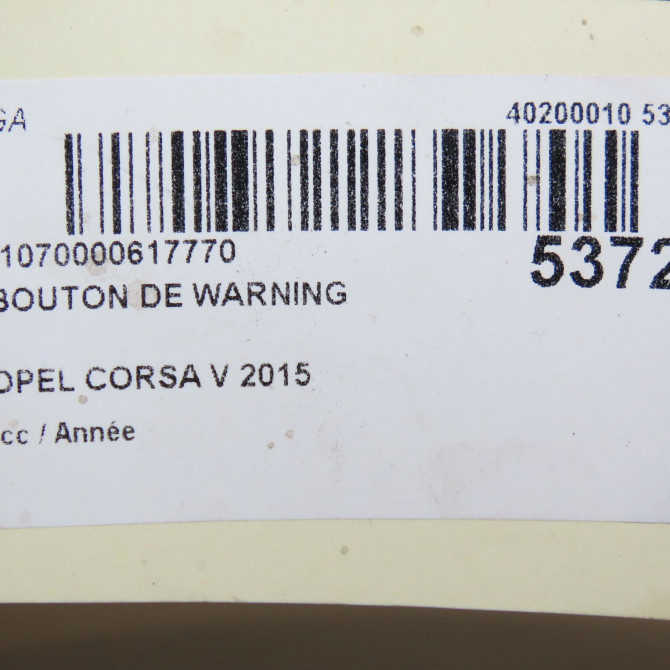 GA 40200010 53
1070000617770
5372
BOUTON DE WARNING
OPEL CORSA V 2015
cc / Année